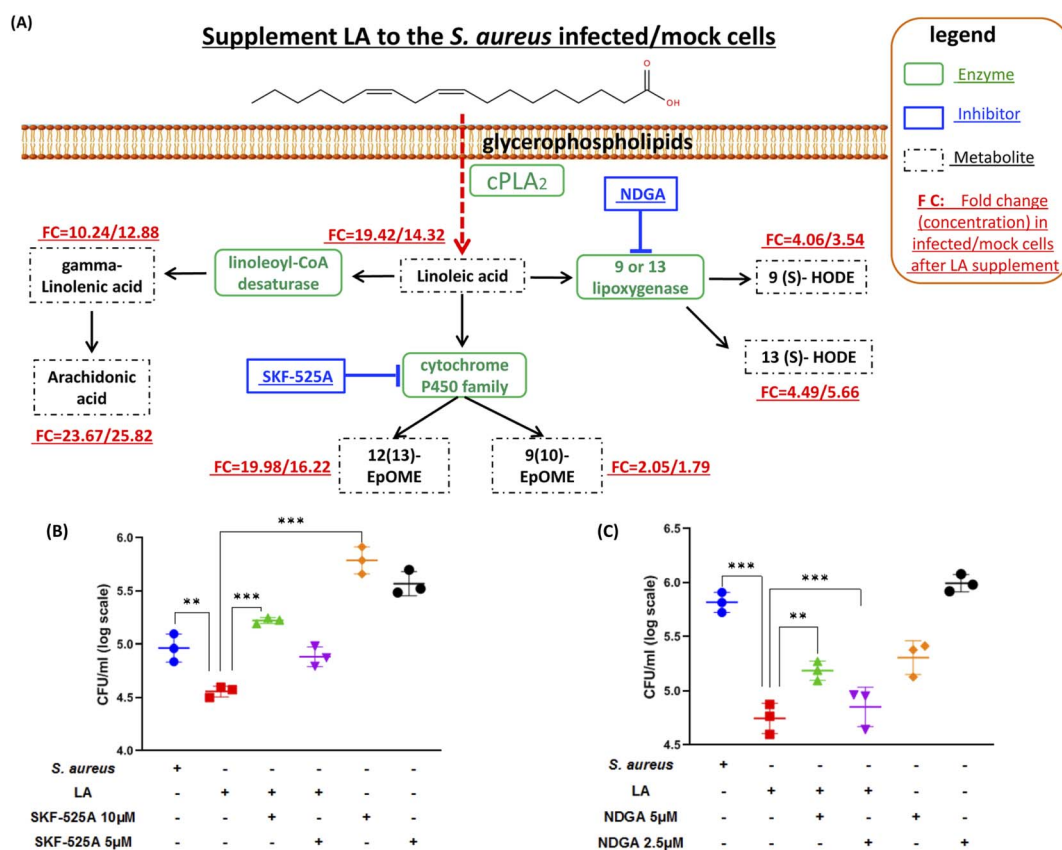 (A)
Supplement LA to the S. aureus infected/mock cells
O
OH
glycerophospholipids
cPLA2
NDGA
FC=10.24/12.88
FC=19.42/14.32
FC=4.06/3.54
gamma-
Linolenic acid
linoleoyl-CoA
desaturase
Linoleic acid
9 or 13
lipoxygenase
9 (S)- HODE
Arachidonic
acid
SKF-525A
cytochrome
P450 family
13 (S)- HODE
FC=4.49/5.66
FC=23.67/25.82
FC=19.98/16.22
12(13)-
EpOME
9(10)-
EpOME
FC=2.05/1.79
legend
Enzyme
Inhibitor
Metabolite
F C: Fold change
(concentration) in
infected/mock cells
after LA supplement
(B)
CFU/ml (log scale)
6.0
5.5
5.0
4.5
4.0
**
***
***
S. aureus + - - - - -
LA - + + + - -
SKF-525A 10μM - - + - + -
SKF-525A 5μM - - - + - +
(C)
CFU/ml (log scale)
6.5
6.0
5.5
5.0
4.5
***
***
**
S. aureus + - - - - -
LA - + + + - -
NDGA 5μM - - + - + -
NDGA 2.5μM - - - + - +